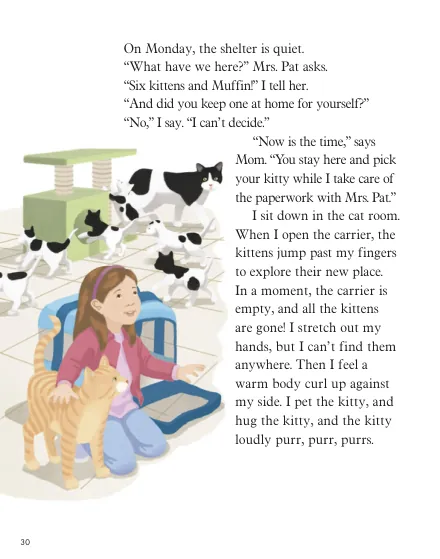 On Monday, the shelter is quiet.
“What have we here?” Mrs. Pat asks.
“Six kittens and Muffin!” I tell her.
“And did you keep one at home for yourself?”
“No,” I say. “I can’t decide.”
“Now is the time,” says
Mom. “You stay here and pick
your kitty while I take care of
the paperwork with Mrs. Pat.”
I sit down in the cat room.
When I open the carrier, the
kittens jump past my fingers
to explore their new place.
In a moment, the carrier is
empty, and all the kittens
are gone! I stretch out my
hands, but I can’t find them
anywhere. Then I feel a
warm body curl up against
my side. I pet the kitty, and
hug the kitty, and the kitty
loudly purr, purr, purrs.
30